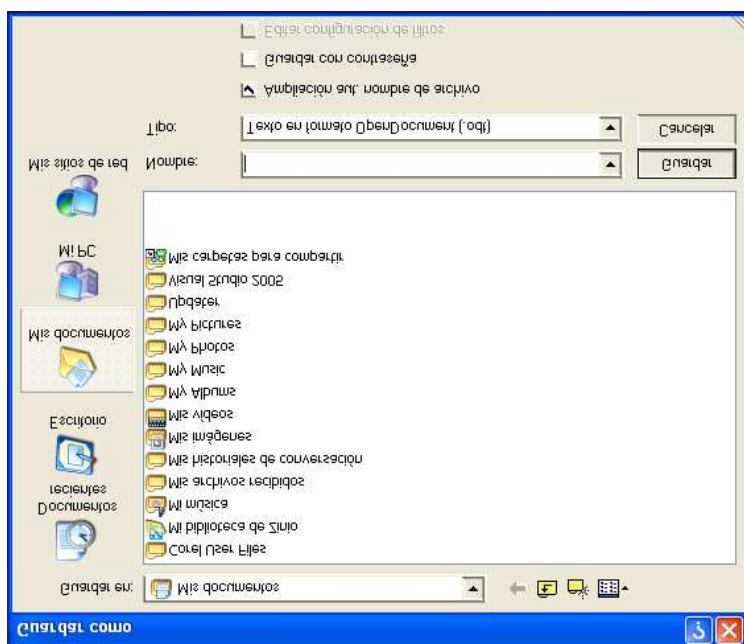 Guardar como
Guardar en: Mis documentos
Documentos
recientes
Escritorio
Mis documentos
Mi PC
Mis sitios de red
Corel User Files
Mi biblioteca de Zinio
Mi música
Mis archivos recibidos
Mis historiales de conversación
Mis imágenes
Mis vídeos
My Albums
My Music
My Photos
My Pictures
Updater
Visual Studio 2005
Mis carpetas para compartir
Nombre:
Guardar
Tipo: Texto en formato OpenDocument (.odt)
Cancelar
Ampliación aut. nombre de archivo
Guardar con contraseña
Editar configuración de filtros